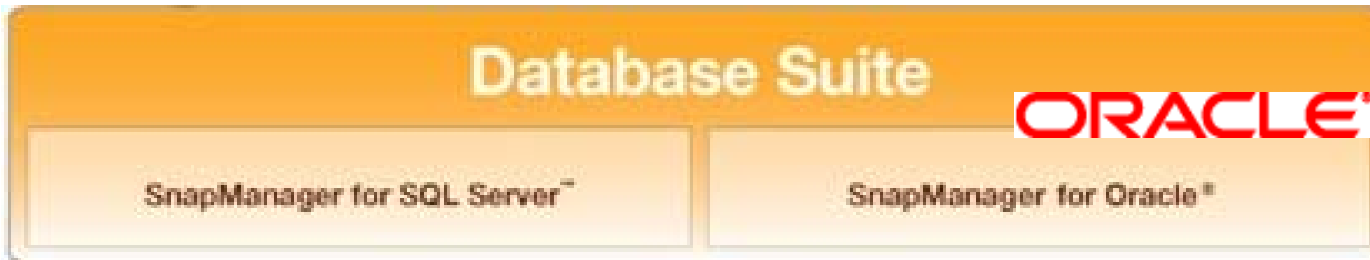 Database Suite
ORACLE
SnapManager for SQL Server™
SnapManager for Oracle®